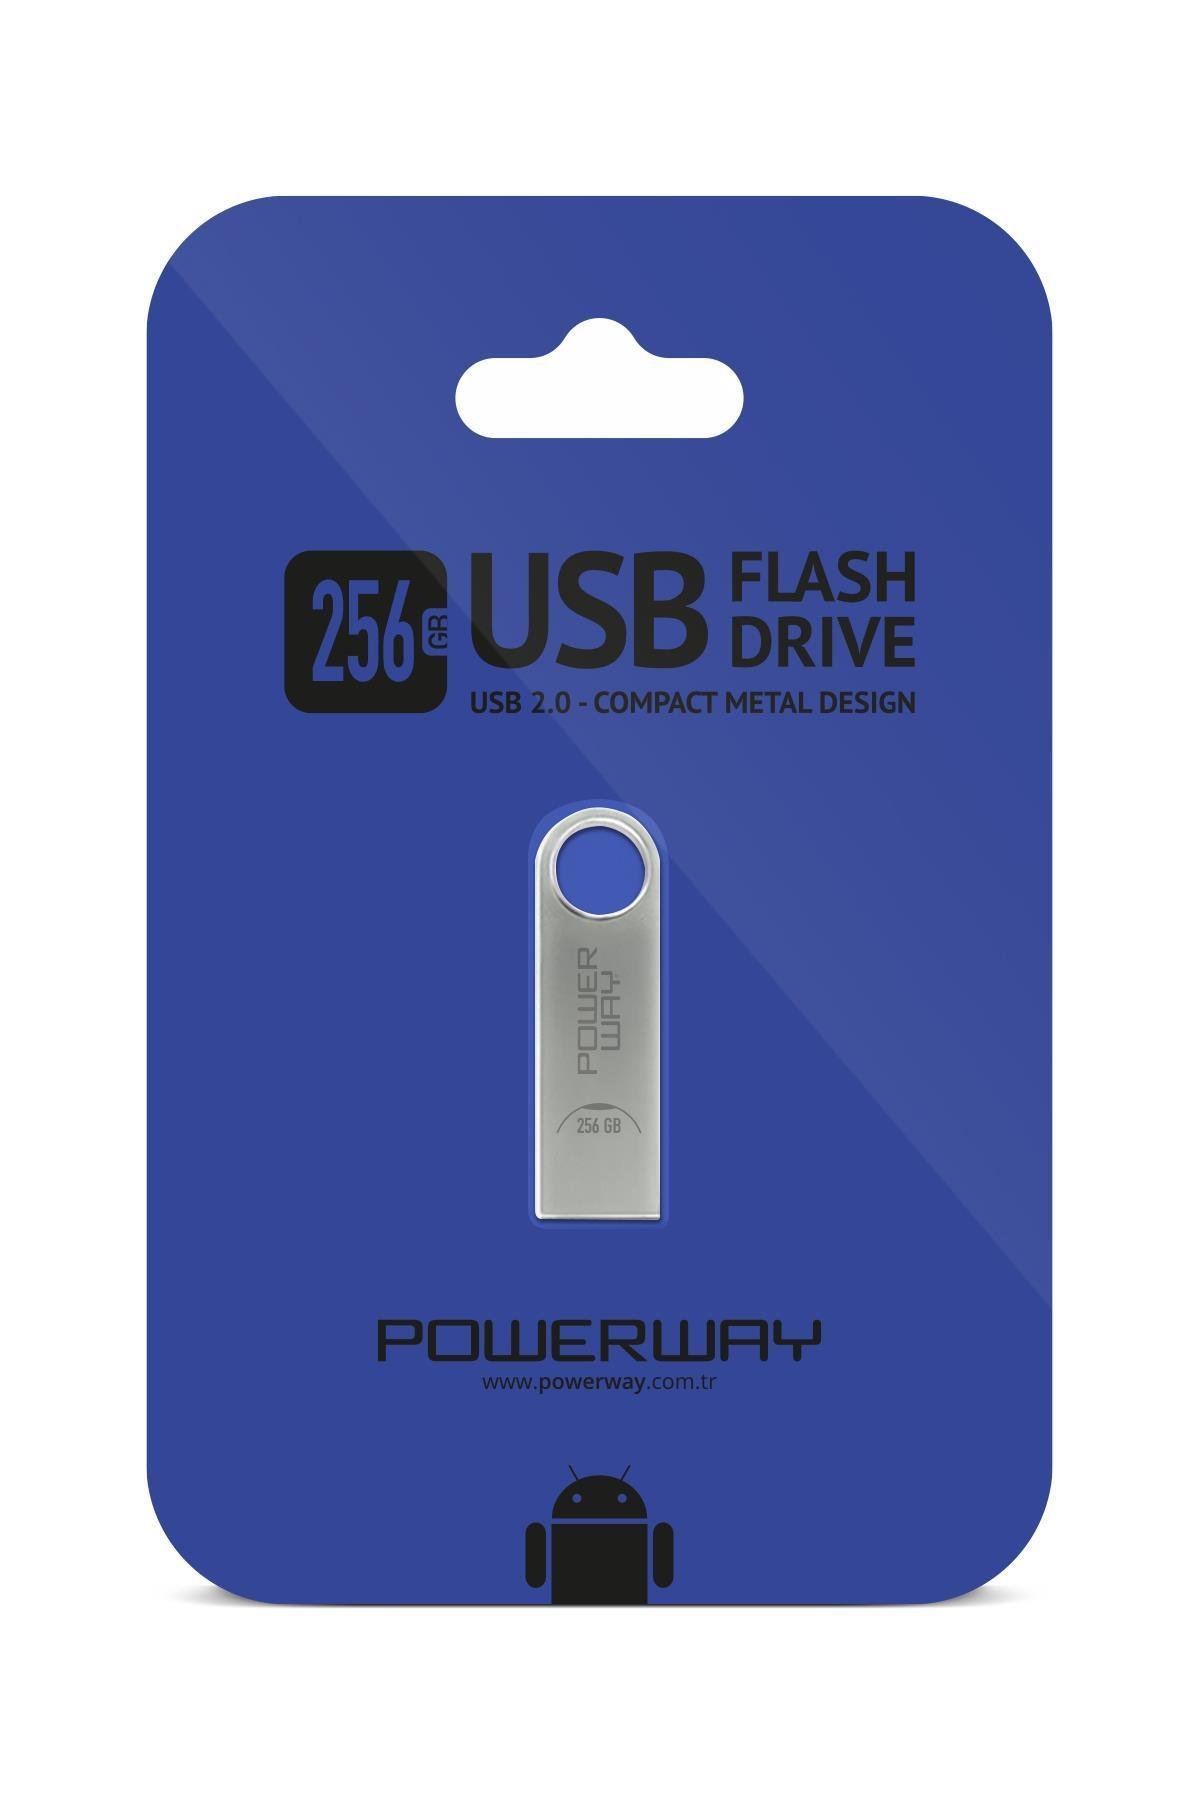 256 GB
USB FLASH DRIVE
USB 2.0 - COMPACT METAL DESIGN
POWER
WAY
256 GB
POWERWAY
www.powerway.com.tr